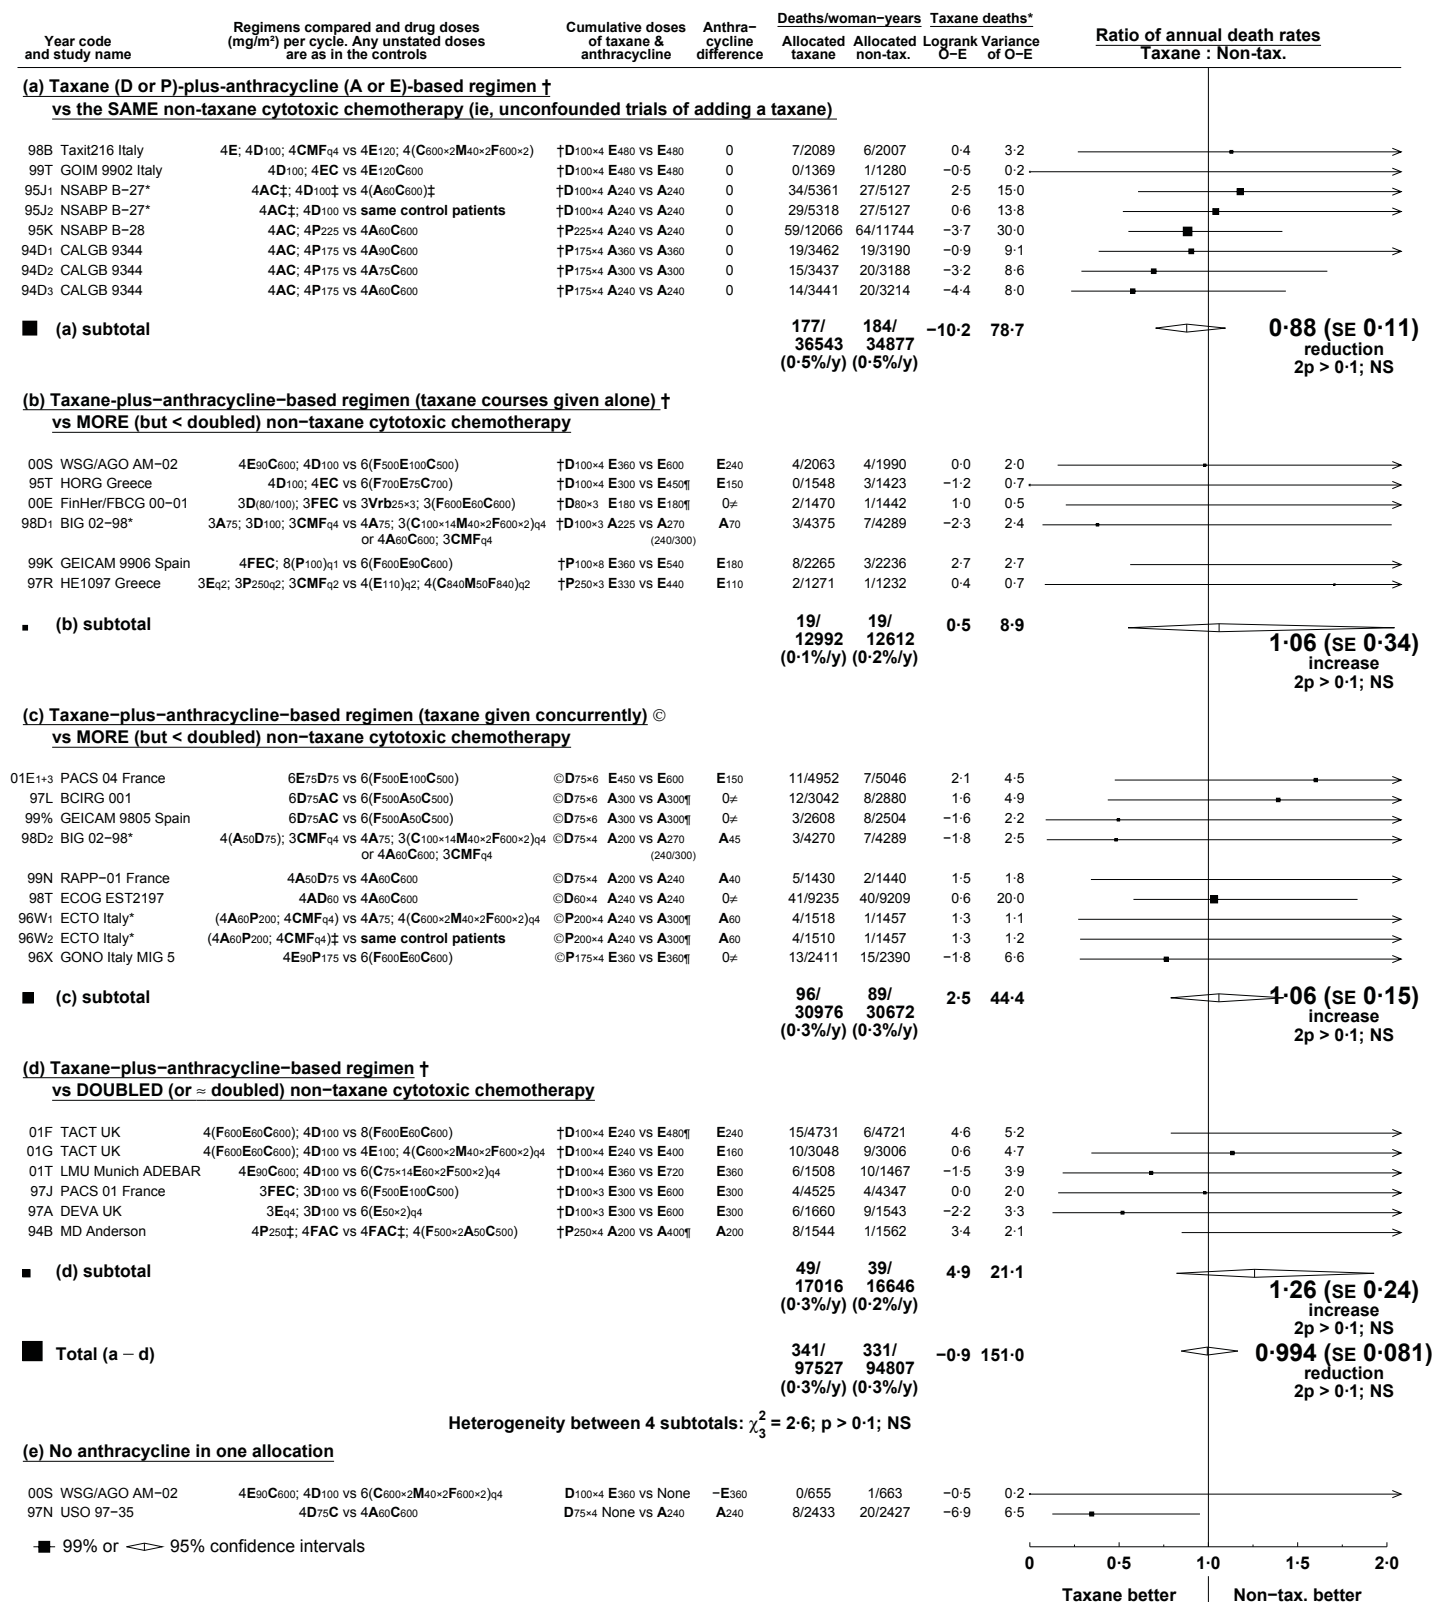 Year code and study name
Regimens compared and drug doses (mg/m²) per cycle. Any unstated doses are as in the controls
Cumulative doses of taxane & anthracycline
Anthra− cycline difference
Deaths/woman−years
Allocated taxane
Allocated non-tax.
Taxane deaths*
Logrank O−E
Variance of O−E
Ratio of annual death rates
Taxane : Non-tax.
(a) Taxane (D or P)-plus-anthracycline (A or E)-based regimen †
vs the SAME non-taxane cytotoxic chemotherapy (ie, unconfounded trials of adding a taxane)
98B Taxit216 Italy 4E; 4D100; 4CMFq4 vs 4E120; 4(C600×2M40×2F600×2) †D100×4 E480 vs E480 0 7/2089 6/2007 0·4 3·2
99T GOIM 9902 Italy 4D100; 4EC vs 4E120C600 †D100×4 E480 vs E480 0 0/1369 1/1280 −0·5 0·2
95J1 NSABP B−27* 4AC‡; 4D100‡ vs 4(A60C600)‡ †D100×4 A240 vs A240 0 34/5361 27/5127 2·5 15·0
95J2 NSABP B−27* 4AC‡; 4D100 vs same control patients †D100×4 A240 vs A240 0 29/5318 27/5127 0·6 13·8
95K NSABP B−28 4AC; 4P225 vs 4A60C600 †P225×4 A240 vs A240 0 59/12066 64/11744 −3·7 30·0
94D1 CALGB 9344 4AC; 4P175 vs 4A90C600 †P175×4 A360 vs A360 0 19/3462 19/3190 −0·9 9·1
94D2 CALGB 9344 4AC; 4P175 vs 4A75C600 †P175×4 A300 vs A300 0 15/3437 20/3188 −3·2 8·6
94D3 CALGB 9344 4AC; 4P175 vs 4A60C600 †P175×4 A240 vs A240 0 14/3441 20/3214 −4·4 8·0
(a) subtotal 177/ 36543 (0·5%/y) 184/ 34877 (0·5%/y) −10·2 78·7 0·88 (SE 0·11)
reduction
2p > 0·1; NS
(b) Taxane-plus−anthracycline−based regimen (taxane courses given alone) †
vs MORE (but < doubled) non−taxane cytotoxic chemotherapy
00S WSG/AGO AM−02 4E90C600; 4D100 vs 6(F500E100C500) †D100×4 E360 vs E600 E240 4/2063 4/1990 0·0 2·0
95T HORG Greece 4D100; 4EC vs 6(F700E75C700) †D100×4 E300 vs E450¶ E150 0/1548 3/1423 −1·2 0·7
00E FinHer/FBCG 00−01 3D(80/100); 3FEC vs 3Vrb25×3; 3(F600E60C600) †D80×3 E180 vs E180¶ 0≠ 2/1470 1/1442 1·0 0·5
98D1 BIG 02−98* 3A75; 3D100; 3CMFq4 vs 4A75; 3(C100×14M40×2F600×2)q4 †D100×3 A225 vs A270 A70 3/4375 7/4289 −2·3 2·4
or 4A60C600; 3CMFq4 (240/300)
99K GEICAM 9906 Spain 4FEC; 8(P100)q1 vs 6(F600E90C600) †P100×8 E360 vs E540 E180 8/2265 3/2236 2·7 2·7
97R HE1097 Greece 3Eq2; 3P250q2; 3CMFq2 vs 4(E110)q2; 4(C840M50F840)q2 †P250×3 E330 vs E440 E110 2/1271 1/1232 0·4 0·7
(b) subtotal 19/ 12992 (0·1%/y) 19/ 12612 (0·2%/y) 0·5 8·9 1·06 (SE 0·34)
increase
2p > 0·1; NS
(c) Taxane−plus−anthracycline−based regimen (taxane given concurrently) ©
vs MORE (but < doubled) non−taxane cytotoxic chemotherapy
01E1+3 PACS 04 France 6E75D75 vs 6(F500E100C500) ©D75×6 E450 vs E600 E150 11/4952 7/5046 2·1 4·5
97L BCIRG 001 6D75AC vs 6(F500A50C500) ©D75×6 A300 vs A300¶ 0≠ 12/3042 8/2880 1·6 4·9
99% GEICAM 9805 Spain 6D75AC vs 6(F500A50C500) ©D75×6 A300 vs A300¶ 0≠ 3/2608 8/2504 −1·6 2·2
98D2 BIG 02−98* 4(A50D75); 3CMFq4 vs 4A75; 3(C100×14M40×2F600×2)q4 ©D75×4 A200 vs A270 A45 3/4270 7/4289 −1·8 2·5
or 4A60C600; 3CMFq4 (240/300)
99N RAPP−01 France 4A50D75 vs 4A60C600 ©D75×4 A200 vs A240 A40 5/1430 2/1440 1·5 1·8
98T ECOG EST2197 4AD60 vs 4A60C600 ©D60×4 A240 vs A240 0≠ 41/9235 40/9209 0·6 20·0
96W1 ECTO Italy* (4A60P200; 4CMFq4) vs 4A75; 4(C600×2M40×2F600×2)q4 ©P200×4 A240 vs A300¶ A60 4/1518 1/1457 1·3 1·1
96W2 ECTO Italy* (4A60P200; 4CMFq4)‡ vs same control patients ©P200×4 A240 vs A300¶ A60 4/1510 1/1457 1·3 1·2
96X GONO Italy MIG 5 4E90P175 vs 6(F600E60C600) ©P175×4 E360 vs E360¶ 0≠ 13/2411 15/2390 −1·8 6·6
(c) subtotal 96/ 30976 (0·3%/y) 89/ 30672 (0·3%/y) 2·5 44·4 1·06 (SE 0·15)
increase
2p > 0·1; NS
(d) Taxane−plus−anthracycline−based regimen †
vs DOUBLED (or ≈ doubled) non−taxane cytotoxic chemotherapy
01F TACT UK 4(F600E60C600); 4D100 vs 8(F600E60C600) †D100×4 E240 vs E480¶ E240 15/4731 6/4721 4·6 5·2
01G TACT UK 4(F600E60C600); 4D100 vs 4E100; 4(C600×2M40×2F600×2)q4 †D100×4 E240 vs E400 E160 10/3048 9/3006 0·6 4·7
01T LMU Munich ADEBAR 4E90C600; 4D100 vs 6(C75×14E60×2F500×2)q4 †D100×4 E360 vs E720 E360 6/1508 10/1467 −1·5 3·9
97J PACS 01 France 3FEC; 3D100 vs 6(F500E100C500) †D100×3 E300 vs E600 E300 4/4525 4/4347 0·0 2·0
97A DEVA UK 3Eq4; 3D100 vs 6(E50×2)q4 †D100×3 E300 vs E600 E300 6/1660 9/1543 −2·2 3·3
94B MD Anderson 4P250‡; 4FAC vs 4FAC‡; 4(F500×2A50C500) †P250×4 A200 vs A400¶ A200 8/1544 1/1562 3·4 2·1
(d) subtotal 49/ 17016 (0·3%/y) 39/ 16646 (0·2%/y) 4·9 21·1 1·26 (SE 0·24)
increase
2p > 0·1; NS
Total (a − d) 341/ 97527 (0·3%/y) 331/ 94807 (0·3%/y) −0·9 151·0 0·994 (SE 0·081)
reduction
2p > 0·1; NS
Heterogeneity between 4 subtotals: χ²₃ = 2·6; p > 0·1; NS
(e) No anthracycline in one allocation
00S WSG/AGO AM−02 4E90C600; 4D100 vs 6(C600×2M40×2F600×2)q4 D100×4 E360 vs None −E360 0/655 1/663 −0·5 0·2
97N USO 97−35 4D75C vs 4A60C600 D75×4 None vs A240 A240 8/2433 20/2427 −6·9 6·5
99% or 95% confidence intervals
0 0·5 1·0 1·5 2·0
Taxane better Non−tax. better